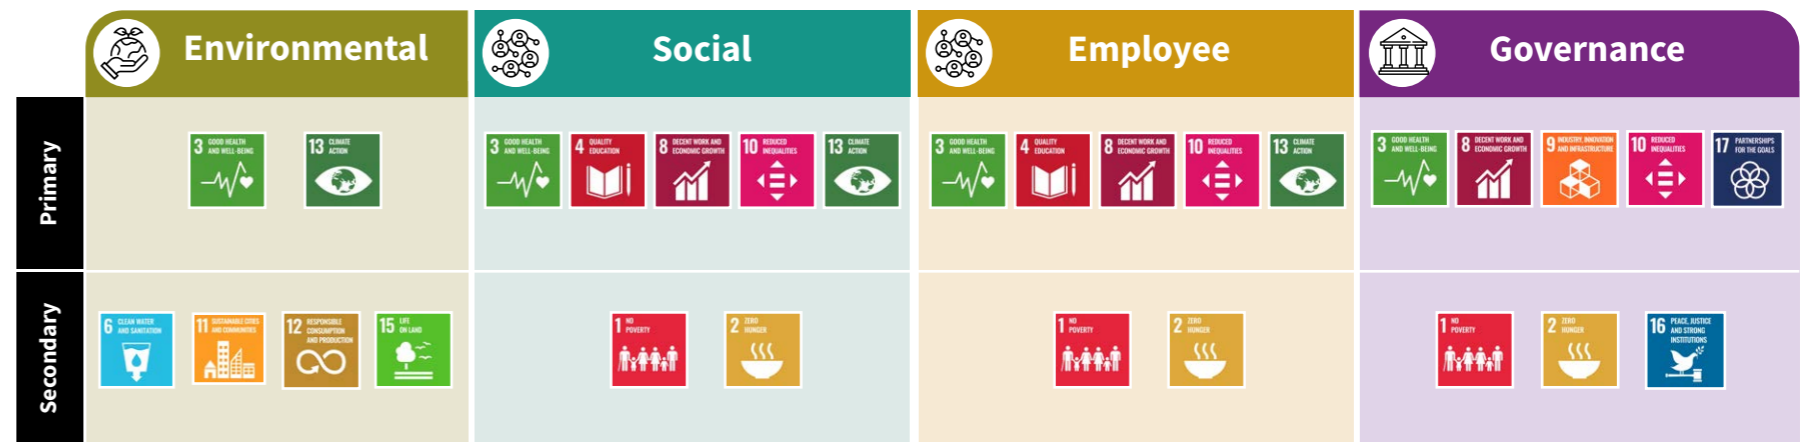 Environmental
Social
Employee
Governance
Primary
3 GOOD HEALTH
AND WELL-BEING
13 CLIMATE
ACTION
3 GOOD HEALTH
AND WELL-BEING
4 QUALITY
EDUCATION
8 DECENT WORK AND
ECONOMIC GROWTH
10 REDUCED
INEQUALITIES
13 CLIMATE
ACTION
3 GOOD HEALTH
AND WELL-BEING
4 QUALITY
EDUCATION
8 DECENT WORK AND
ECONOMIC GROWTH
10 REDUCED
INEQUALITIES
13 CLIMATE
ACTION
3 GOOD HEALTH
AND WELL-BEING
8 DECENT WORK AND
ECONOMIC GROWTH
9 INDUSTRY, INNOVATION
AND INFRASTRUCTURE
10 REDUCED
INEQUALITIES
17 PARTNERSHIPS
FOR THE GOALS
Secondary
6 CLEAN WATER
AND SANITATION
11 SUSTAINABLE CITIES
AND COMMUNITIES
12 RESPONSIBLE
CONSUMPTION
AND PRODUCTION
15 LIFE
ON LAND
1 NO
POVERTY
2 ZERO
HUNGER
1 NO
POVERTY
2 ZERO
HUNGER
1 NO
POVERTY
2 ZERO
HUNGER
16 PEACE, JUSTICE
AND STRONG
INSTITUTIONS